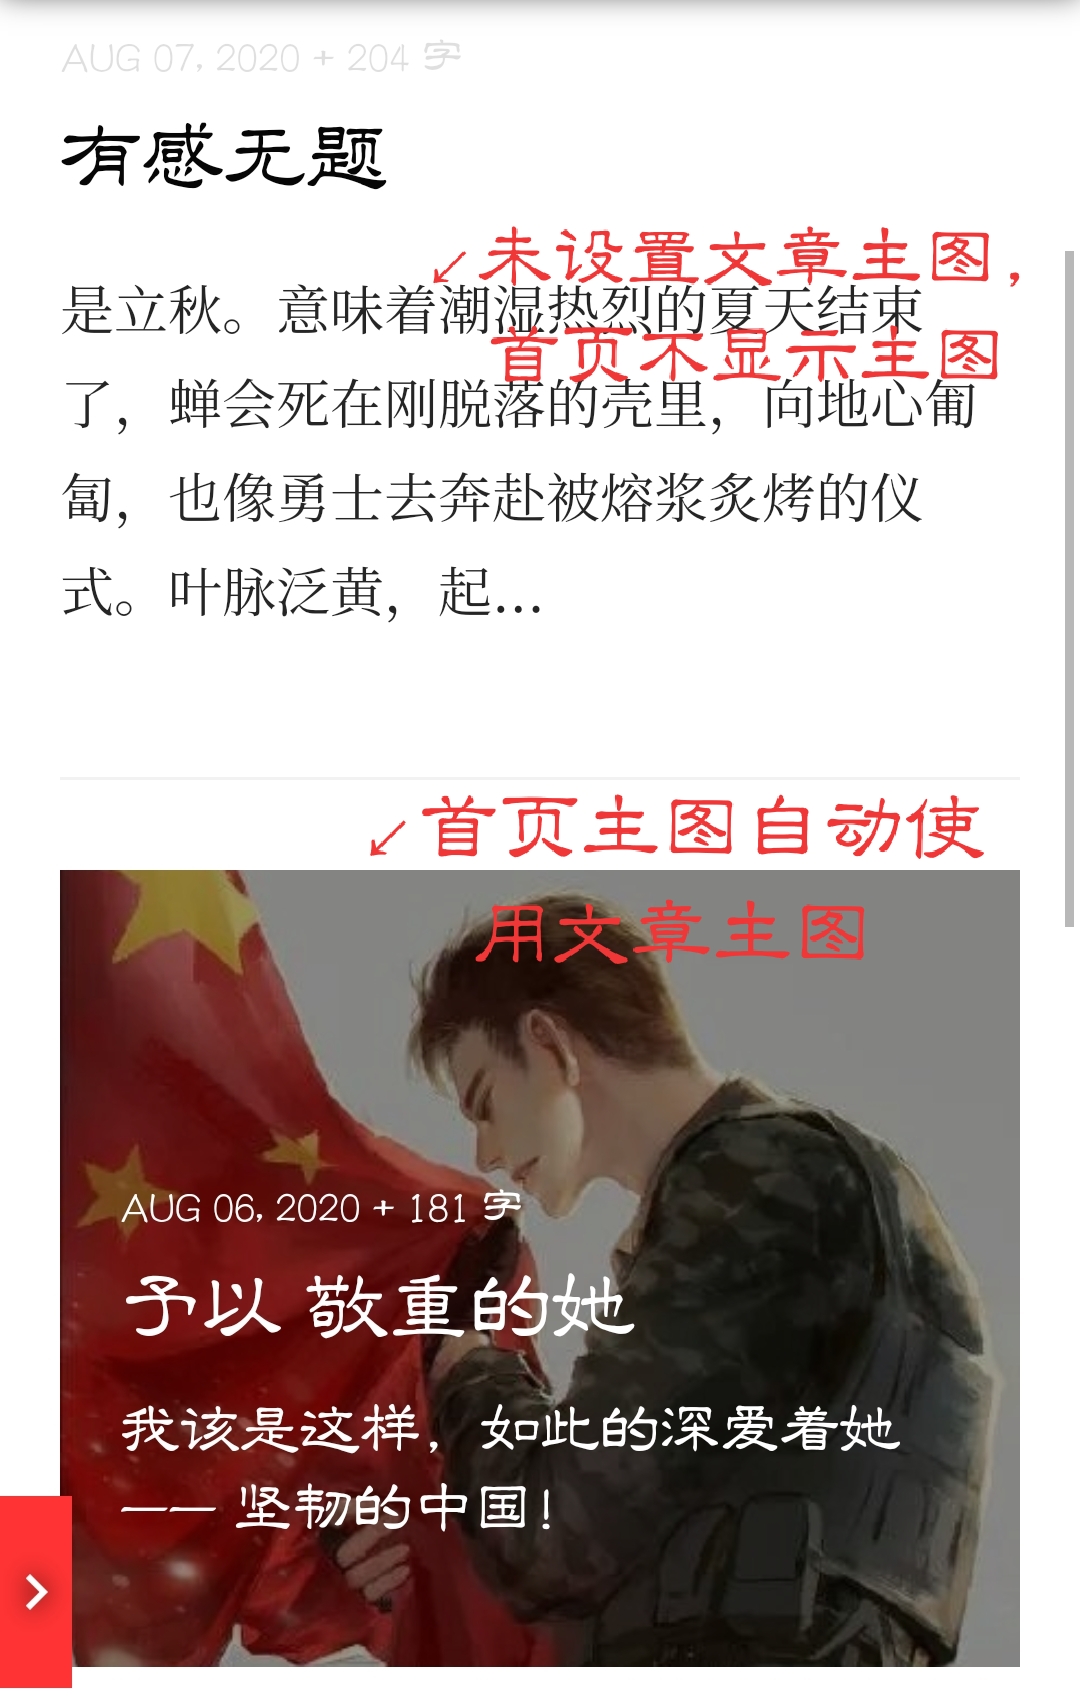 AUG 07, 2020 + 204 字
有感无题
↙未设置文章主图，
是立秋。意味着潮湿热烈的夏天结束
首页不显示主图
了，蝉会死在刚脱落的壳里，向地心匍
匐，也像勇士去奔赴被熔浆炙烤的仪
式。叶脉泛黄，起...
↙首页主图自动使
用文章主图
AUG 06, 2020 + 181 字
予以 敬重的她
我该是这样，如此的深爱着她
—— 坚韧的中国！